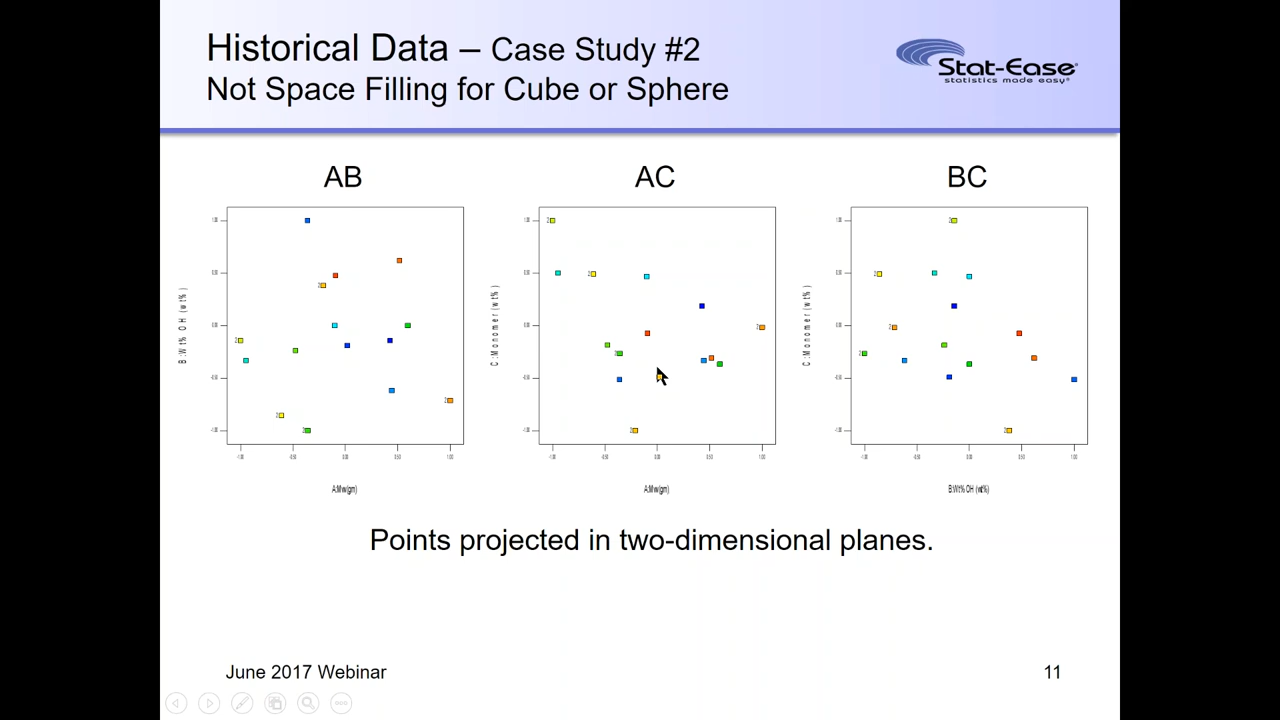 Historical Data – Case Study #2
Not Space Filling for Cube or Sphere
Stat-Ease
statistics made easy
AB
AC
BC
B:Wt% OH (wt%)
C:Monomer(wt%)
C:Monomer(wt%)
A:Mw(gm)
A:Mw(gm)
B:Wt% OH (wt%)
Points projected in two-dimensional planes.
June 2017 Webinar
11